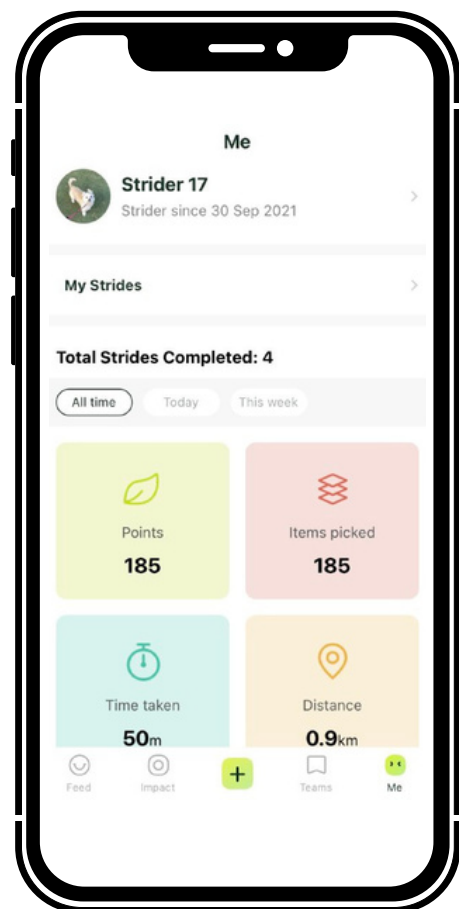 Me
Strider 17
Strider since 30 Sep 2021
My Strides
Total Strides Completed: 4
All time Today This week
Points Items picked
185 185
Time taken Distance
50m 0.9km
Feed Impact + Teams Me